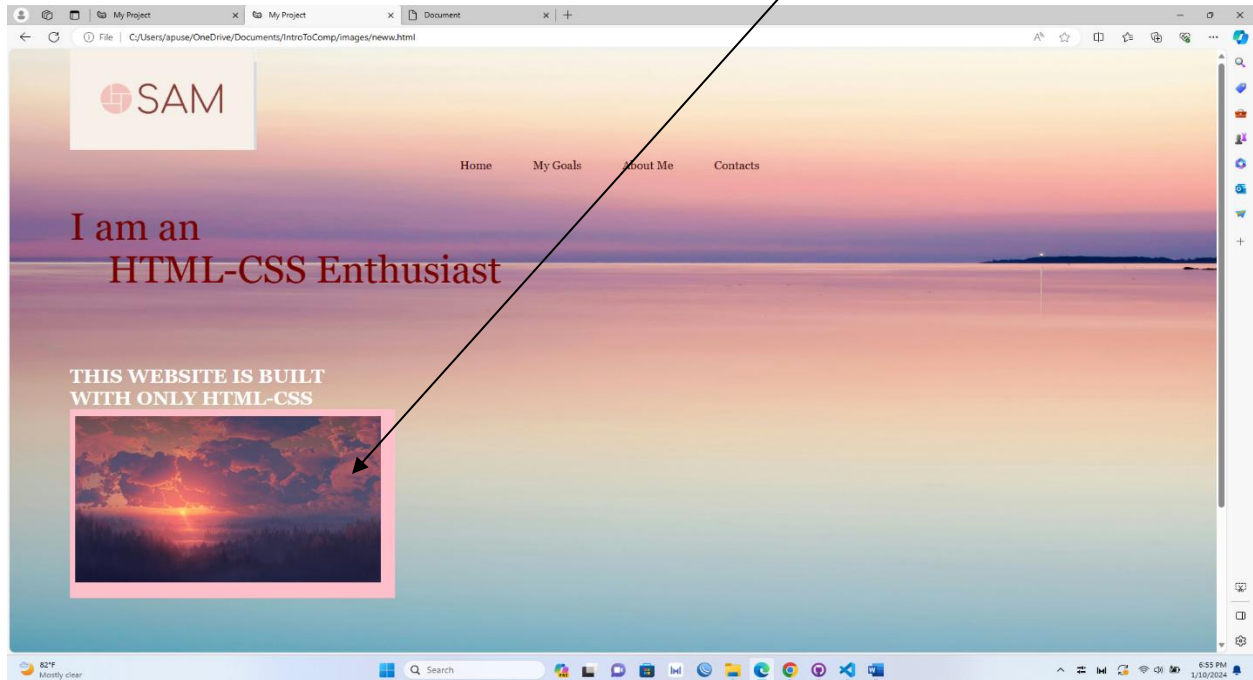 My Project
My Project
Document
File
C:/Users/apuse/OneDrive/Documents/IntroToComp/images/neww.html
SAM
Home My Goals About Me Contacts
I am an
HTML-CSS Enthusiast
THIS WEBSITE IS BUILT
WITH ONLY HTML-CSS
82°F
Mostly clear
Search
6:55 PM
1/10/2024